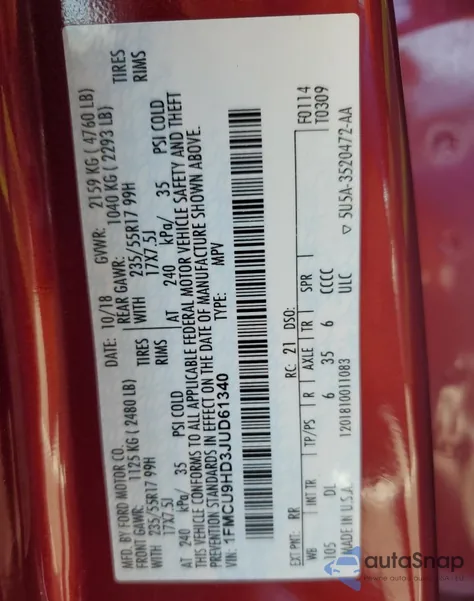 MFD. BY FORD MOTOR CO. DATE: 10/18 GVWR: 2159 KG ( 4760 LB)
FRONT GAWR: 1125 KG ( 2480 LB) REAR GAWR: 1040 KG ( 2293 LB)
WITH 235/55R17 99H TIRES WITH 235/55R17 99H TIRES
17X7.5J RIMS 17X7.5J RIMS
AT 240 kPa/ 35 PSI COLD AT 240 kPa/ 35 PSI COLD
THIS VEHICLE CONFORMS TO ALL APPLICABLE FEDERAL MOTOR VEHICLE SAFETY AND THEFT
PREVENTION STANDARDS IN EFFECT ON THE DATE OF MANUFACTURE SHOWN ABOVE.
VIN: 1FMCU9HD3JUD61340 TYPE: MPV
F0114
T0309
EXT PNT: RR RC: 21 DSO:
WB INT TR TP/PS R AXLE TR SPR
105 DL 6 35 6 CCCC
MADE IN U.S.A. 1201810011083 ULC ▽ 5U5A-3520472-AA
autoSnap